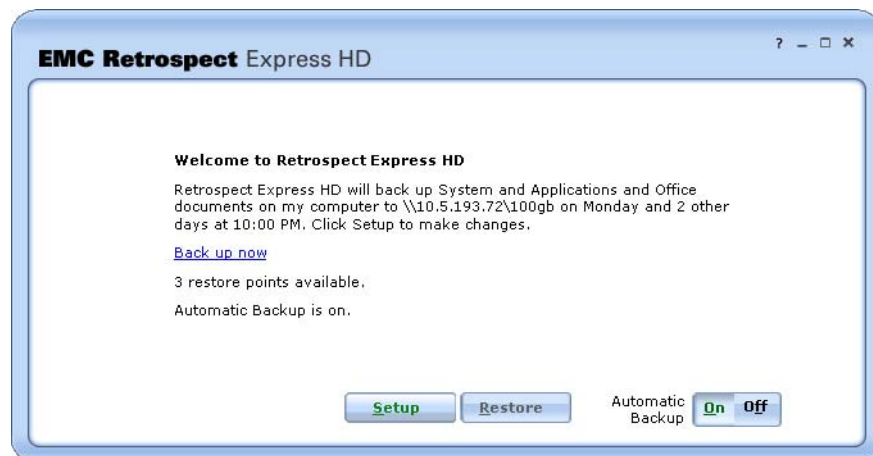 ? _ □ ×
EMC Retrospect Express HD
Welcome to Retrospect Express HD
Retrospect Express HD will back up System and Applications and Office
documents on my computer to \\10.5.193.72\100gb on Monday and 2 other
days at 10:00 PM. Click Setup to make changes.
Back up now
3 restore points available.
Automatic Backup is on.
Setup
Restore
Automatic
Backup
On
Off